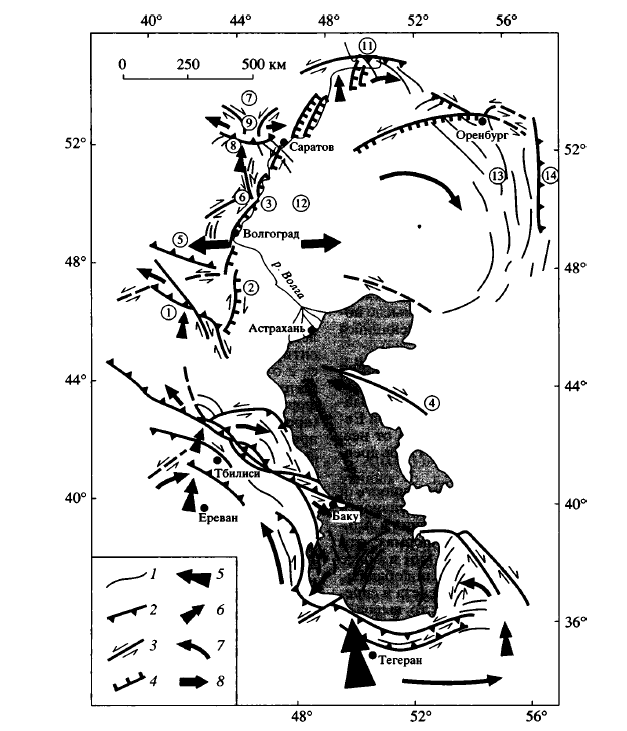 40° 44° 48° 52° 56°
0 250 500 км
11
7
9
8
Саратов
52°
Оренбург
52°
13
14
6
3
12
5
Волгоград
48°
р. Волга
48°
2
1
Астрахань
44°
44°
4
Тбилиси
40°
Ереван
Баку
40°
1 5
2 6
3 7
4 8
36°
Тегеран
48° 52° 56°